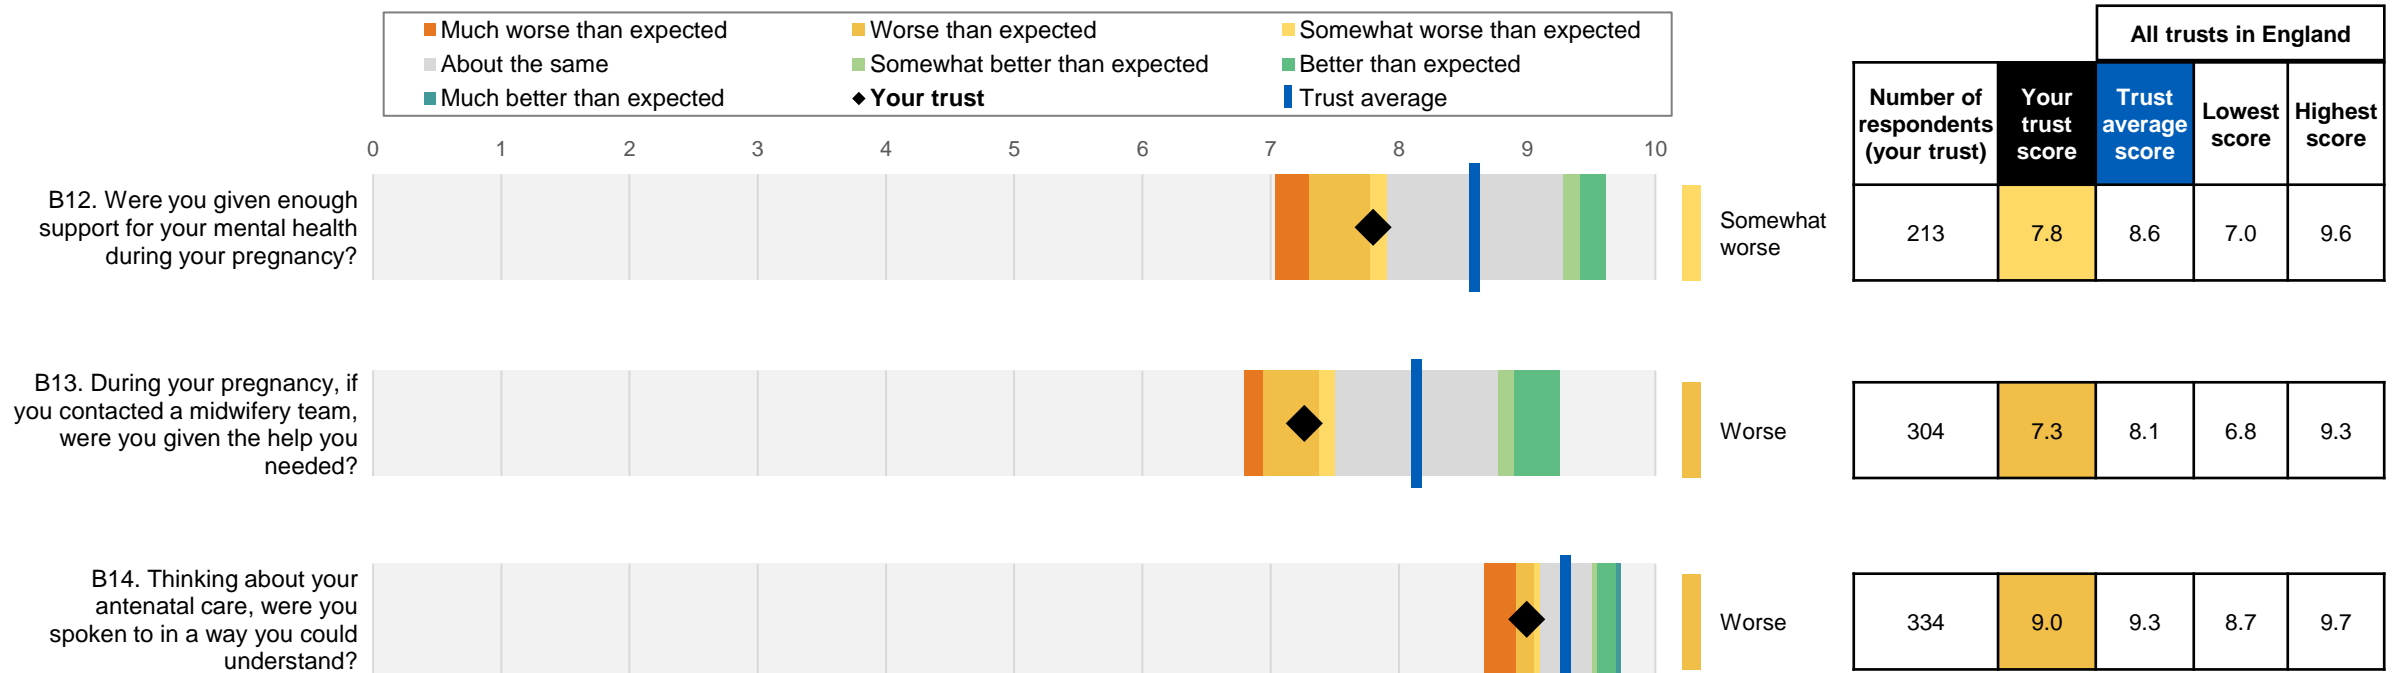 Much worse than expected
Worse than expected
Somewhat worse than expected
About the same
Somewhat better than expected
Better than expected
Much better than expected
Your trust
Trust average
All trusts in England
Number of
respondents
(your trust)
Your
trust
score
Trust
average
score
Lowest
score
Highest
score
0 1 2 3 4 5 6 7 8 9 10
B12. Were you given enough
support for your mental health
during your pregnancy?
Somewhat
worse
213 7.8 8.6 7.0 9.6
B13. During your pregnancy, if
you contacted a midwifery team,
were you given the help you
needed?
Worse
304 7.3 8.1 6.8 9.3
B14. Thinking about your
antenatal care, were you
spoken to in a way you could
understand?
Worse
334 9.0 9.3 8.7 9.7